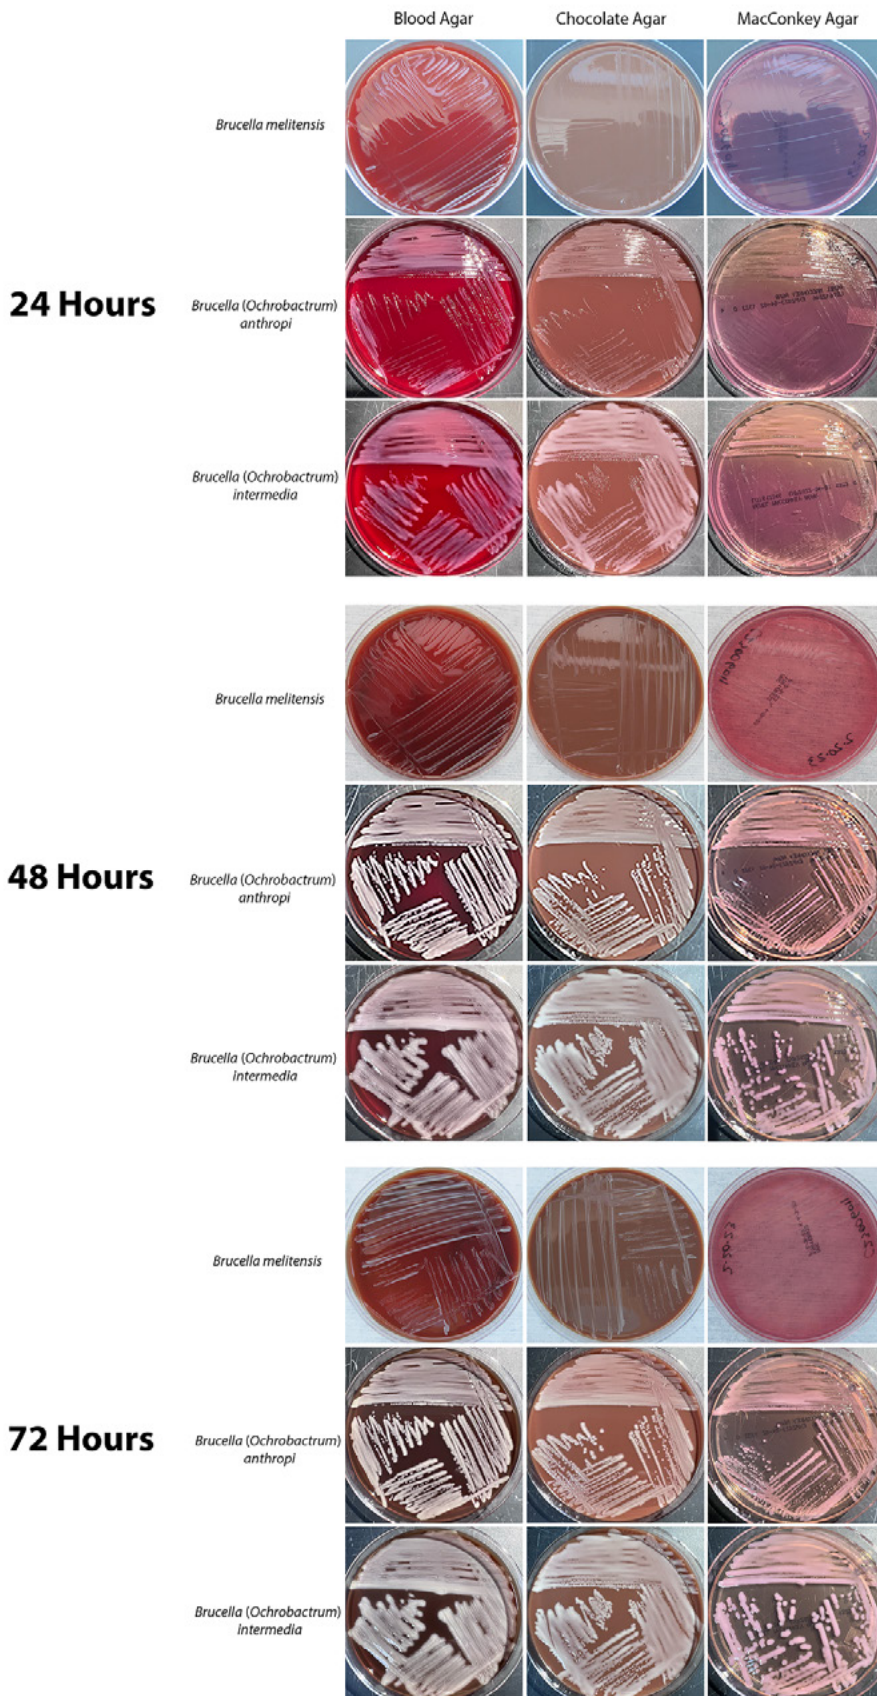 Blood Agar Chocolate Agar MacConkey Agar
24 Hours
Brucella melitensis
Brucella (Ochrobactrum)
anthropi
Brucella (Ochrobactrum)
intermedia
48 Hours
Brucella melitensis
Brucella (Ochrobactrum)
anthropi
Brucella (Ochrobactrum)
intermedia
72 Hours
Brucella melitensis
Brucella (Ochrobactrum)
anthropi
Brucella (Ochrobactrum)
intermedia